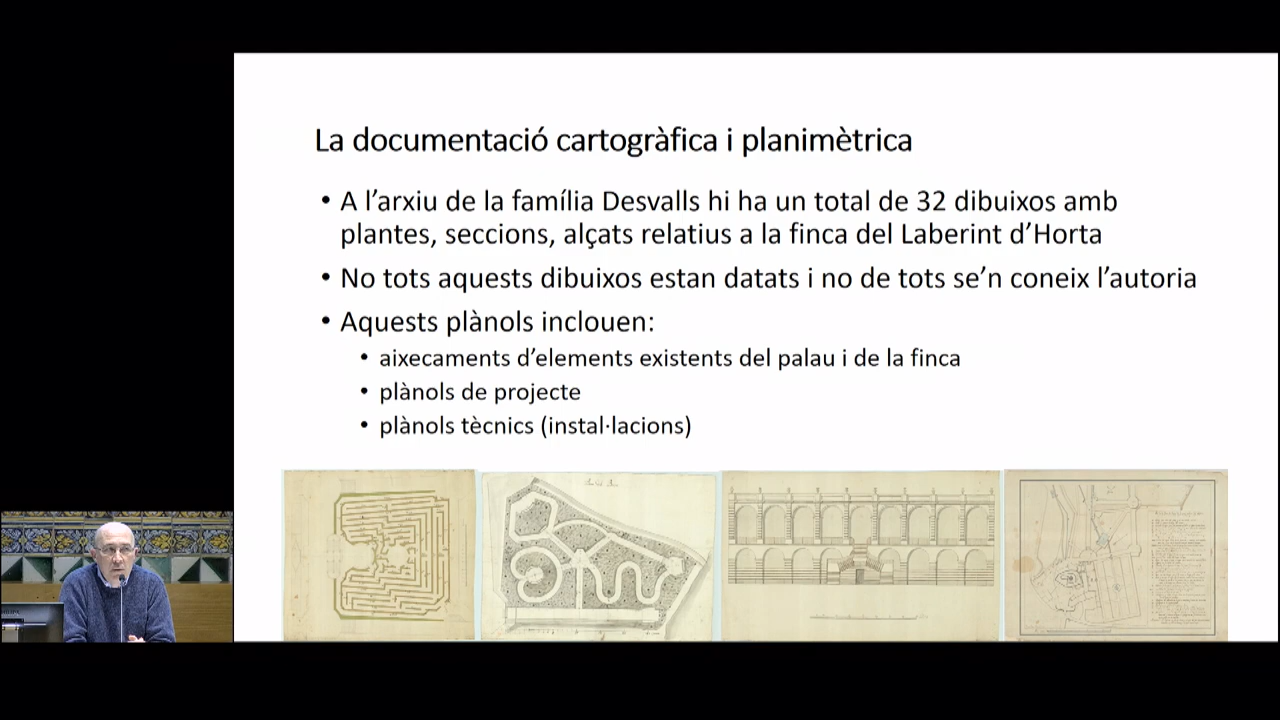 La documentació cartogràfica i planimètrica
• A l’arxiu de la família Desvalls hi ha un total de 32 dibuixos amb
plantes, seccions, alçats relatius a la finca del Laberint d’Horta
• No tots aquests dibuixos estan datats i no de tots se’n coneix l’autoria
• Aquests plànols inclouen:
• aixecaments d’elements existents del palau i de la finca
• plànols de projecte
• plànols tècnics (instal·lacions)